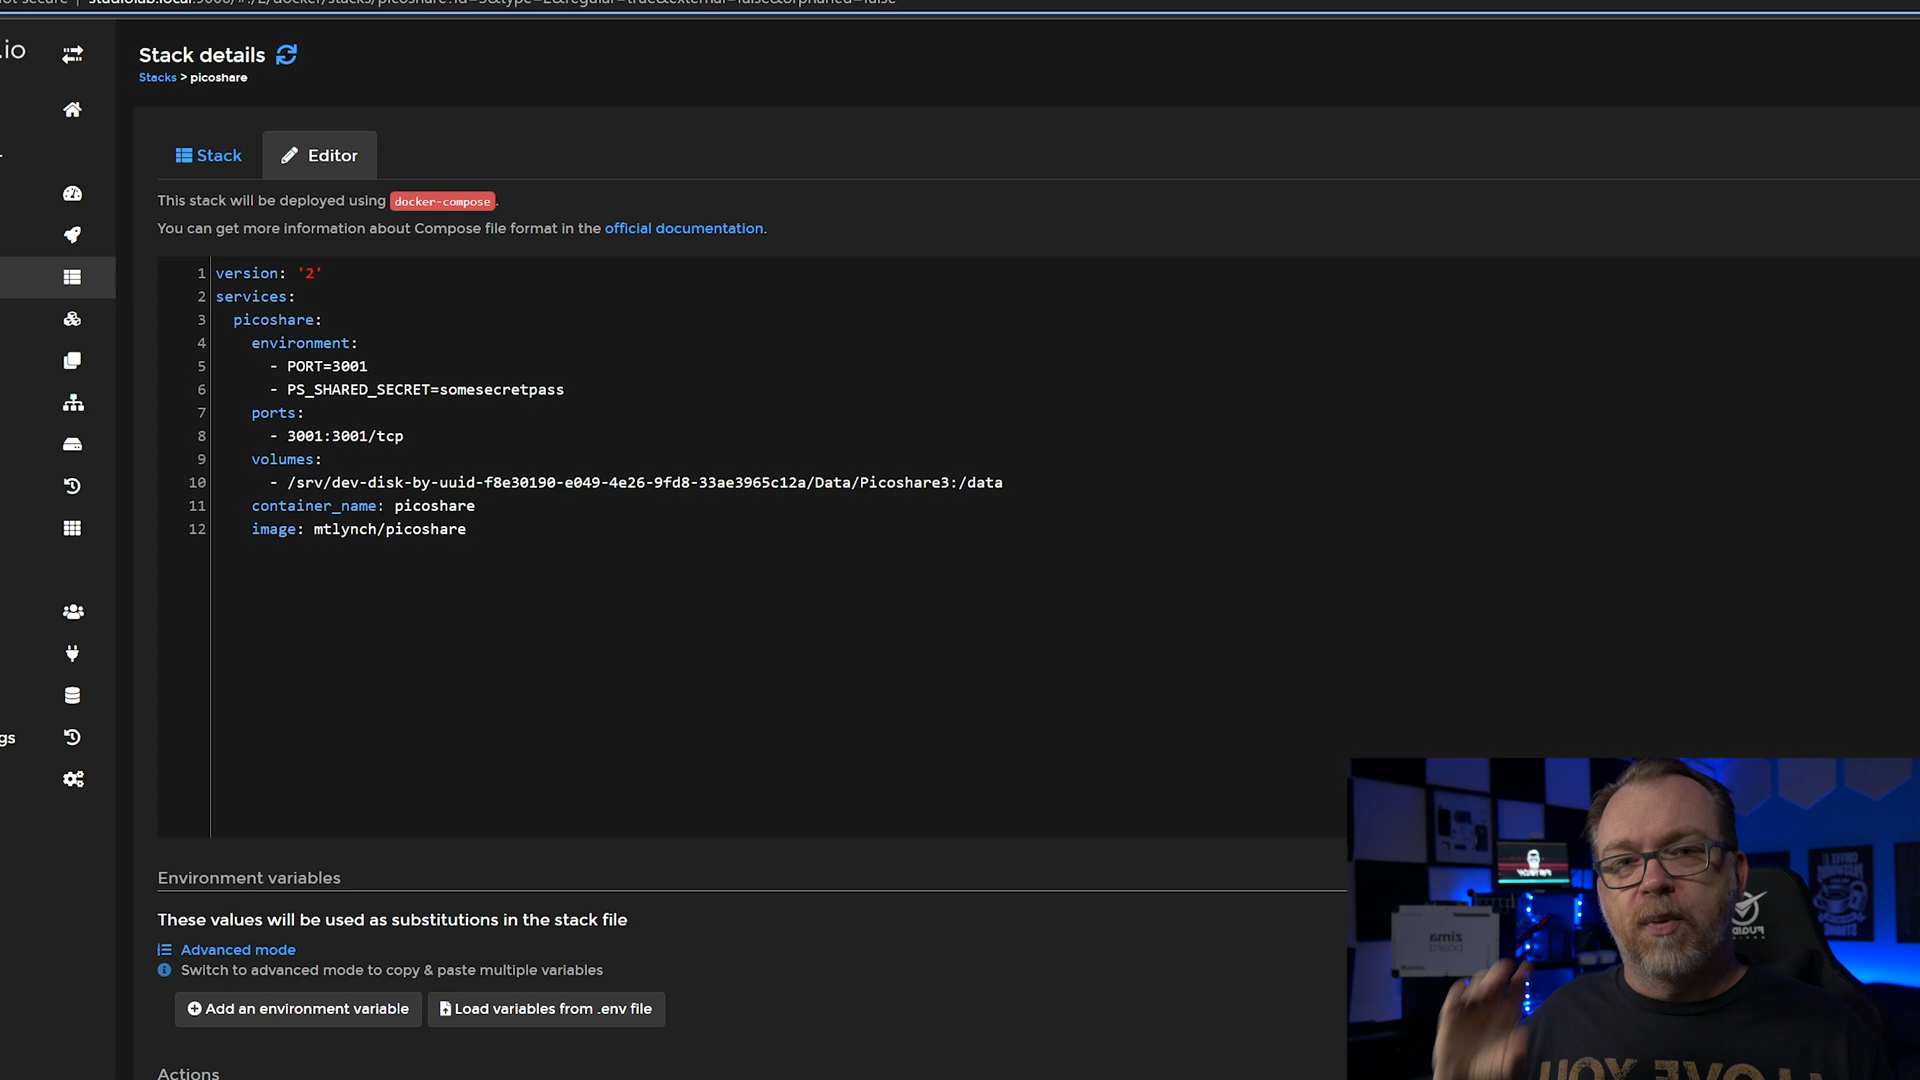 .io
Stack details
Stacks > picoshare
Stack
Editor
This stack will be deployed using docker-compose.
You can get more information about Compose file format in the official documentation.
1 version: '2'
2 services:
3 picoshare:
4 environment:
5 - PORT=3001
6 - PS_SHARED_SECRET=somesecretpass
7 ports:
8 - 3001:3001/tcp
9 volumes:
10 - /srv/dev-disk-by-uuid-f8e30190-e049-4e26-9fd8-33ae3965c12a/Data/Picoshare3:/data
11 container_name: picoshare
12 image: mtlynch/picoshare
gs
Environment variables
These values will be used as substitutions in the stack file
Advanced mode
Switch to advanced mode to copy & paste multiple variables
Add an environment variable
Load variables from .env file
Actions
zima
board